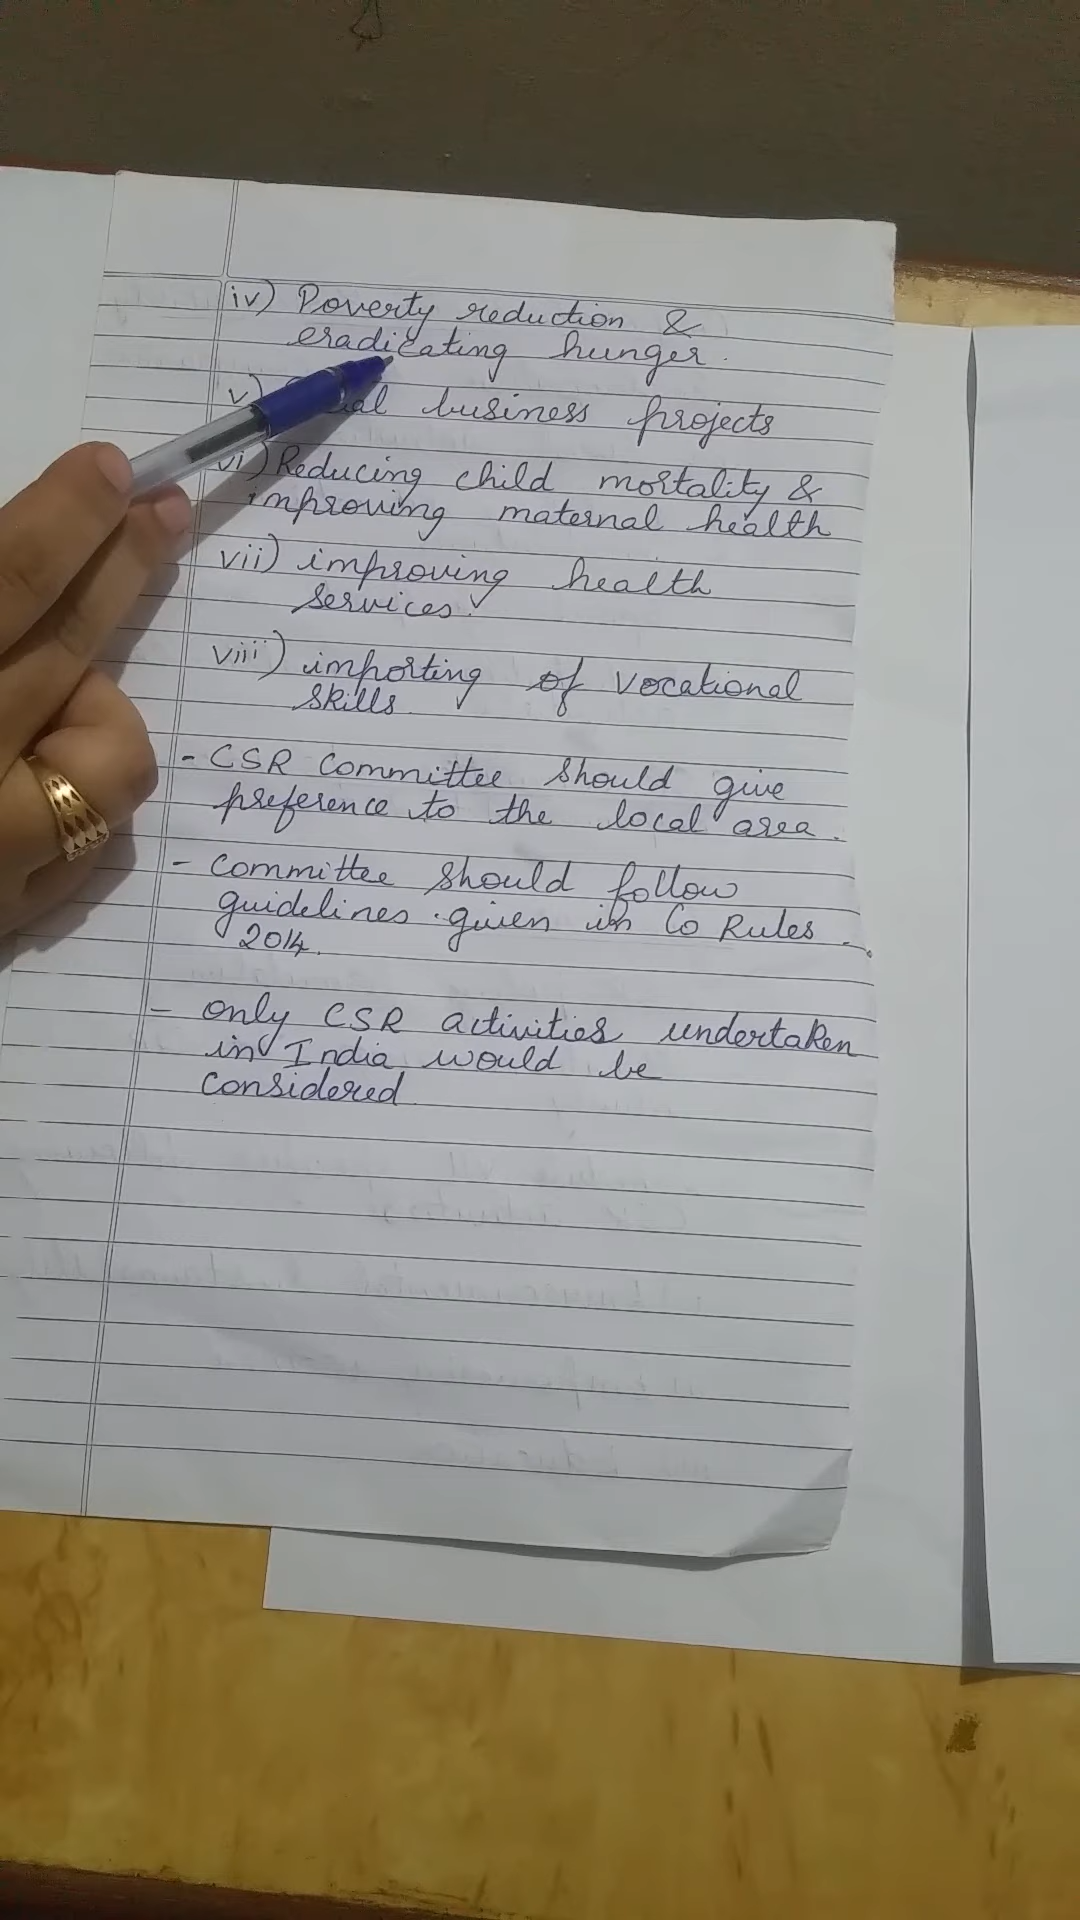 iv) Poverty reduction &
eradicating hunger.
v) business projects
vi) Reducing child mortality &
improving maternal health
vii) improving health
services.
viii) importing of vocational
skills
- CSR committee should give
preference to the local area.
- committee should follow
guidelines given in Co Rules
2014.
- only CSR activities undertaken
in India would be
considered.